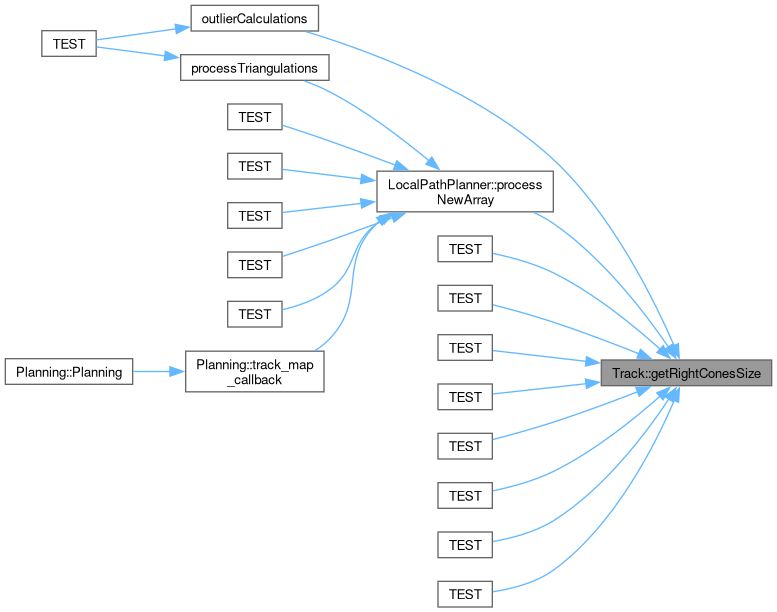 outlierCalculations
TEST
processTriangulations
TEST
TEST
LocalPathPlanner::process
NewArray
TEST
TEST
TEST
TEST
TEST
Planning::Planning
Planning::track_map
_callback
TEST
Track::getRightConesSize
TEST
TEST
TEST
TEST
TEST